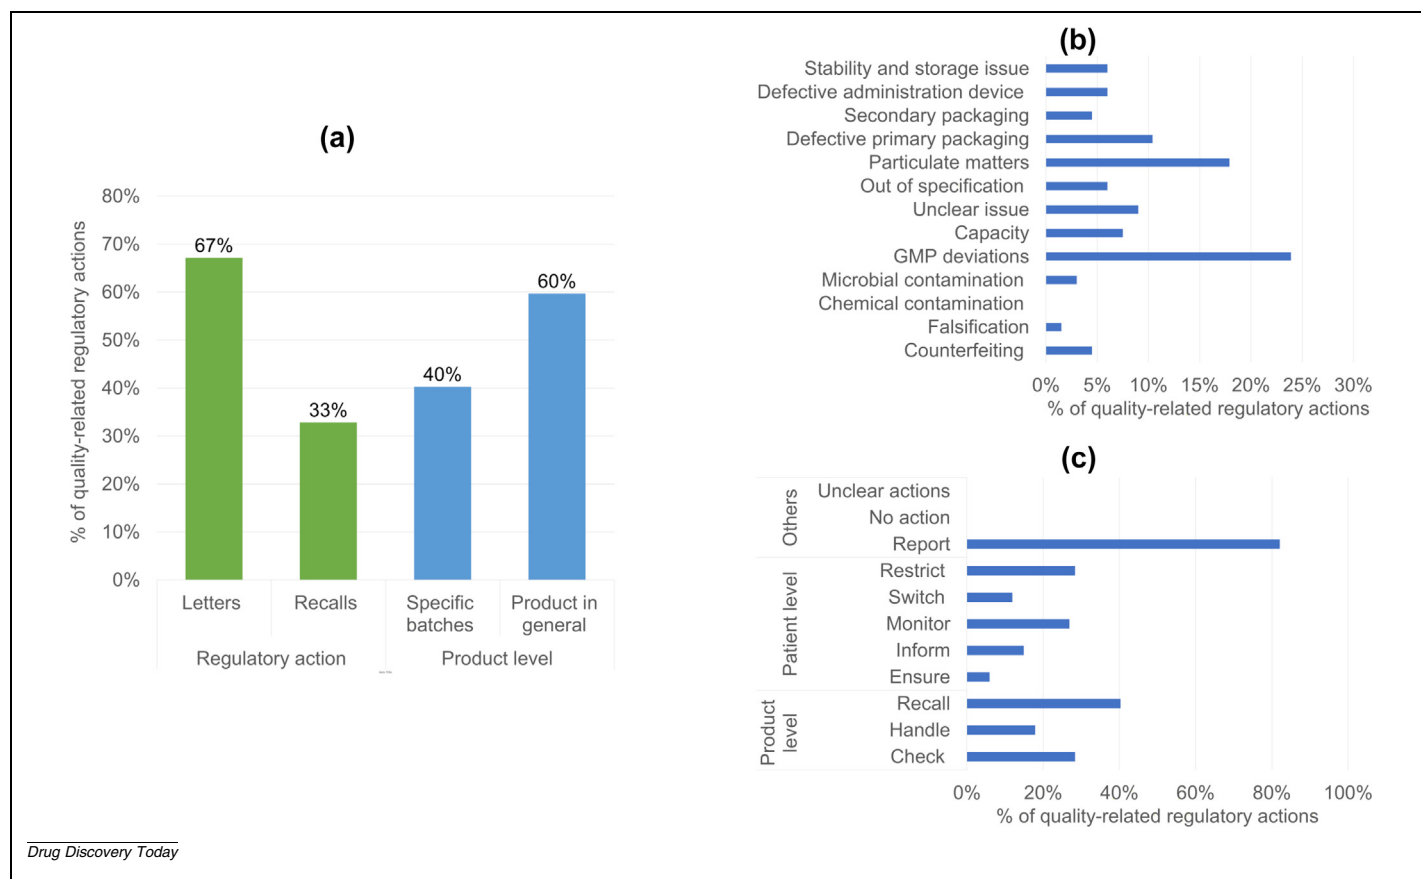 (a)
80%
70%
60%
50%
40%
30%
20%
10%
0%
% of quality-related regulatory actions
67%
33%
40%
60%
Letters
Recalls
Specific
batches
Product in
general
Regulatory action
Product level
(b)
Stability and storage issue
Defective administration device
Secondary packaging
Defective primary packaging
Particulate matters
Out of specification
Unclear issue
Capacity
GMP deviations
Microbial contamination
Chemical contamination
Falsification
Counterfeiting
0% 5% 10% 15% 20% 25% 30%
% of quality-related regulatory actions
(c)
Others
Unclear actions
No action
Report
Patient level
Restrict
Switch
Monitor
Inform
Ensure
Product
level
Recall
Handle
Check
0% 20% 40% 60% 80% 100%
% of quality-related regulatory actions
Drug Discovery Today